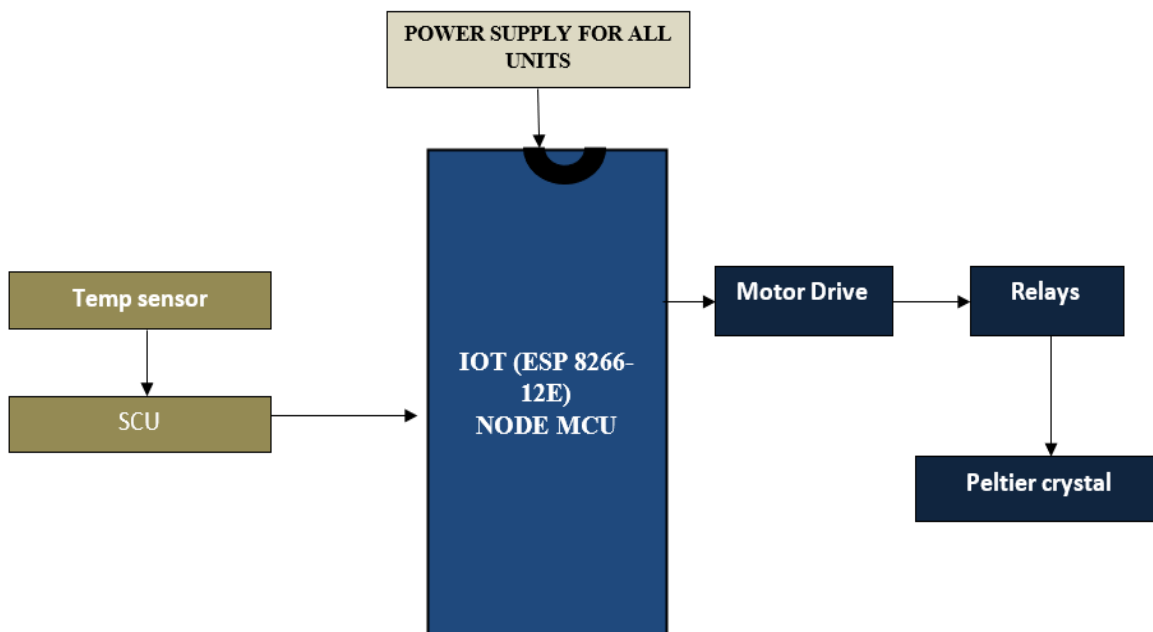 POWER SUPPLY FOR ALL
UNITS
Temp sensor
SCU
IOT (ESP 8266-
12E)
NODE MCU
Motor Drive
Relays
Peltier crystal